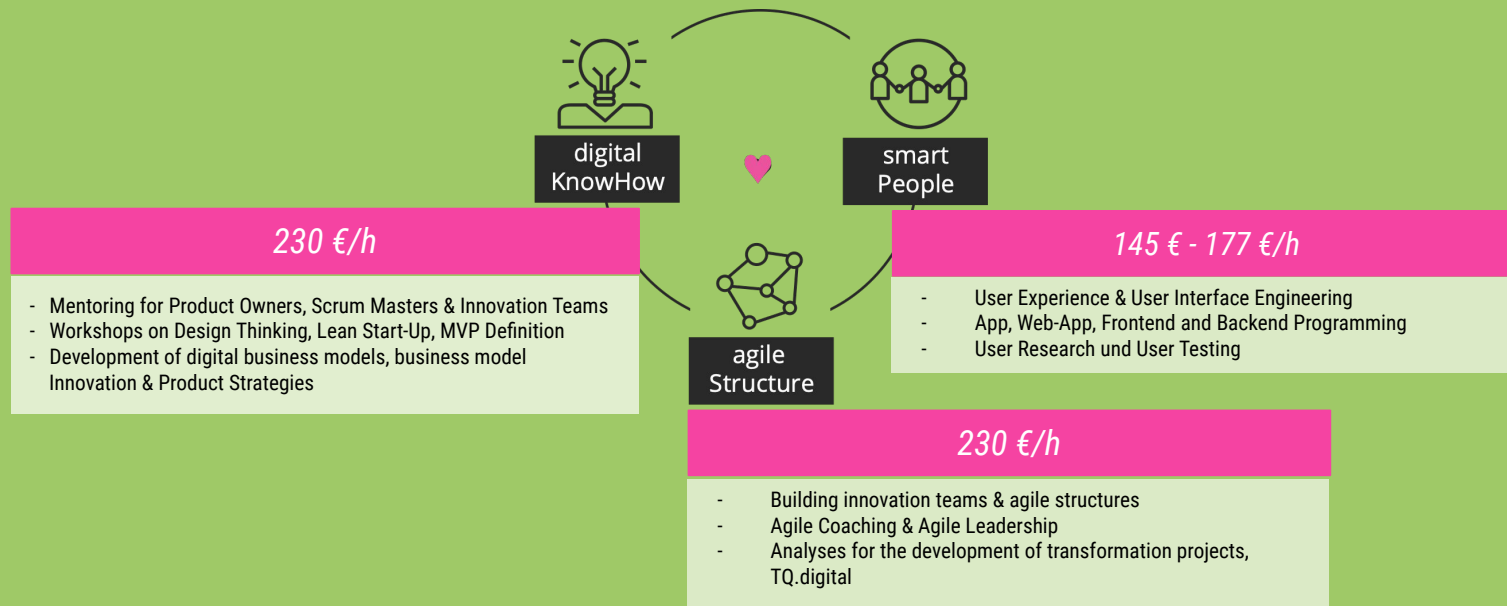 digital
KnowHow
smart
People
230 €/h
- Mentoring for Product Owners, Scrum Masters & Innovation Teams
- Workshops on Design Thinking, Lean Start-Up, MVP Definition
- Development of digital business models, business model
Innovation & Product Strategies
145 € - 177 €/h
- User Experience & User Interface Engineering
- App, Web-App, Frontend and Backend Programming
- User Research und User Testing
agile
Structure
230 €/h
- Building innovation teams & agile structures
- Agile Coaching & Agile Leadership
- Analyses for the development of transformation projects,
TQ.digital